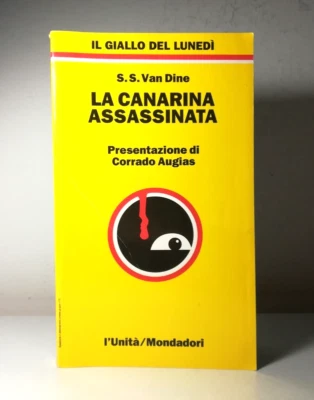 IL GIALLO DEL LUNEDÌ
S. S. Van Dine
LA CANARINA
ASSASSINATA
Presentazione di
Corrado Augias
l'Unità/Mondadori